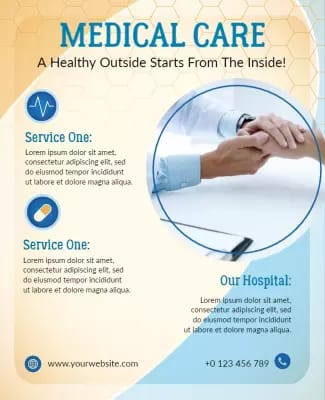 MEDICAL CARE
A Healthy Outside Starts From The Inside!
Service One:
Lorem ipsum dolor sit amet,
consectetur adipiscing elit, sed
do eiusmod tempor incididunt
ut labore et dolore magna aliqua.
Service One:
Lorem ipsum dolor sit amet,
consectetur adipiscing elit, sed
do eiusmod tempor incididunt
ut labore et dolore magna aliqua.
Our Hospital:
Lorem ipsum dolor sit amet,
consectetur adipiscing elit, sed
do eiusmod tempor incididunt
ut labore et dolore magna aliqua.
www.yourwebsite.com
+0 123 456 789